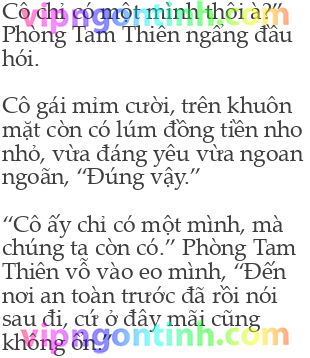 Cô chỉ có một mình thôi à?”
vipngontinh.com
Phòng Tam Thiên ngẩng đầu
hói.
Cô gái mỉm cười, trên khuôn
mặt còn có lúm đồng tiền nho
nhỏ, vừa đáng yêu vừa ngoan
ngoãn, “Đúng vậy.”
“Cô ấy chỉ có một mình, mà
chúng ta còn có.” Phòng Tam
Thiên vỗ vào eo mình, “Đến
nơi an toàn trước đã rồi nói
sau đi, cứ ở đây mãi cũng
không ổn.”
vipngontinh.com